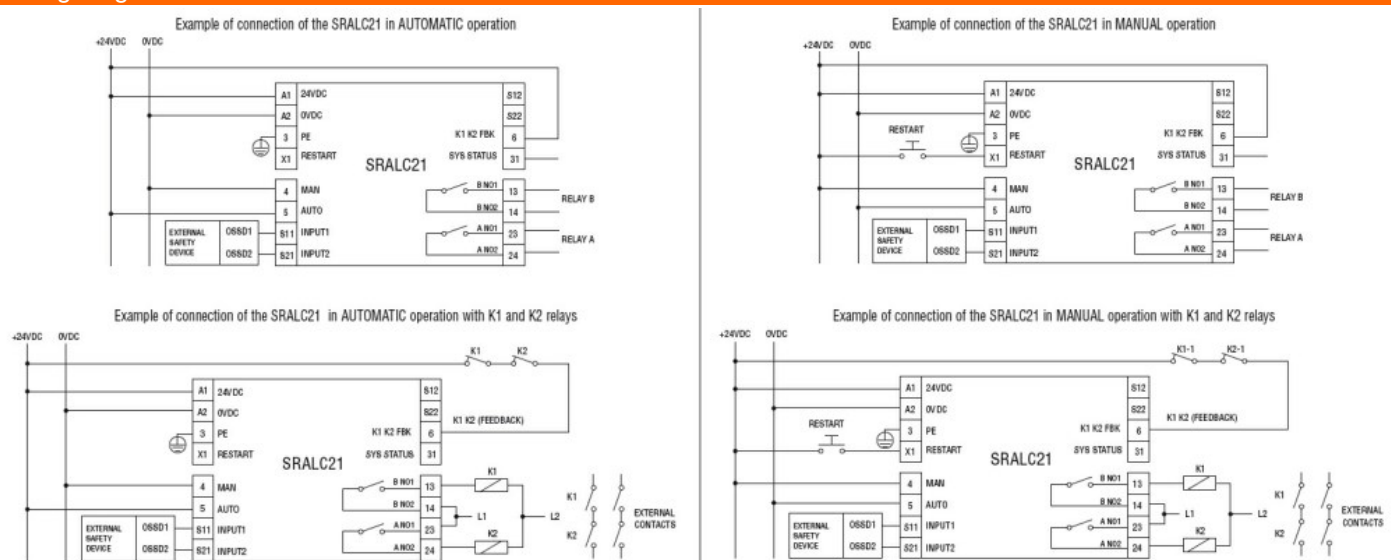 Example of connection of the SRALC21 in AUTOMATIC operation
+24VDC 0VDC
A1 24VDC S12
A2 0VDC S22
3 PE K1 K2 FBK 6
X1 RESTART SYS STATUS 31
SRALC21
4 MAN B NO1 13
RELAY B
5 AUTO B NO2 14
EXTERNAL SAFETY DEVICE
OSSD1 S11 INPUT1 A NO1 23
RELAY A
OSSD2 S21 INPUT2 A NO2 24
Example of connection of the SRALC21 in MANUAL operation
+24VDC 0VDC
A1 24VDC S12
A2 0VDC S22
RESTART
3 PE K1 K2 FBK 6
X1 RESTART SYS STATUS 31
SRALC21
4 MAN B NO1 13
RELAY B
5 AUTO B NO2 14
EXTERNAL SAFETY DEVICE
OSSD1 S11 INPUT1 A NO1 23
RELAY A
OSSD2 S21 INPUT2 A NO2 24
Example of connection of the SRALC21 in AUTOMATIC operation with K1 and K2 relays
+24VDC 0VDC
K1 K2
A1 24VDC S12
A2 0VDC S22
K1 K2 (FEEDBACK)
3 PE K1 K2 FBK 6
X1 RESTART SYS STATUS 31
SRALC21
K1
4 MAN B NO1 13
5 AUTO B NO2 14
L1 L2
K1
EXTERNAL CONTACTS
EXTERNAL SAFETY DEVICE
OSSD1 S11 INPUT1 A NO1 23
K2
K2
OSSD2 S21 INPUT2 A NO2 24
Example of connection of the SRALC21 in MANUAL operation with K1 and K2 relays
+24VDC 0VDC
K1-1 K2-1
A1 24VDC S12
A2 0VDC S22
K1 K2 (FEEDBACK)
RESTART
3 PE K1 K2 FBK 6
X1 RESTART SYS STATUS 31
SRALC21
K1
4 MAN B NO1 13
5 AUTO B NO2 14
L1 L2
K1
EXTERNAL CONTACTS
EXTERNAL SAFETY DEVICE
OSSD1 S11 INPUT1 A NO1 23
K2
K2
OSSD2 S21 INPUT2 A NO2 24